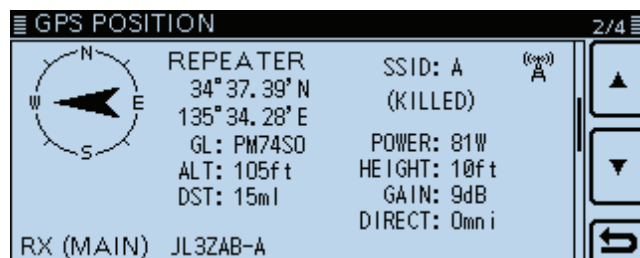 GPS POSITION 2/4
N
W E
S
REPEATER
34°37.39'N
135°34.28'E
GL: PM74SO
ALT: 105ft
DST: 15ml
SSID: A
(KILLED)
POWER: 81W
HEIGHT: 10ft
GAIN: 9dB
DIRECT: Omni
RX (MAIN) JL3ZAB-A